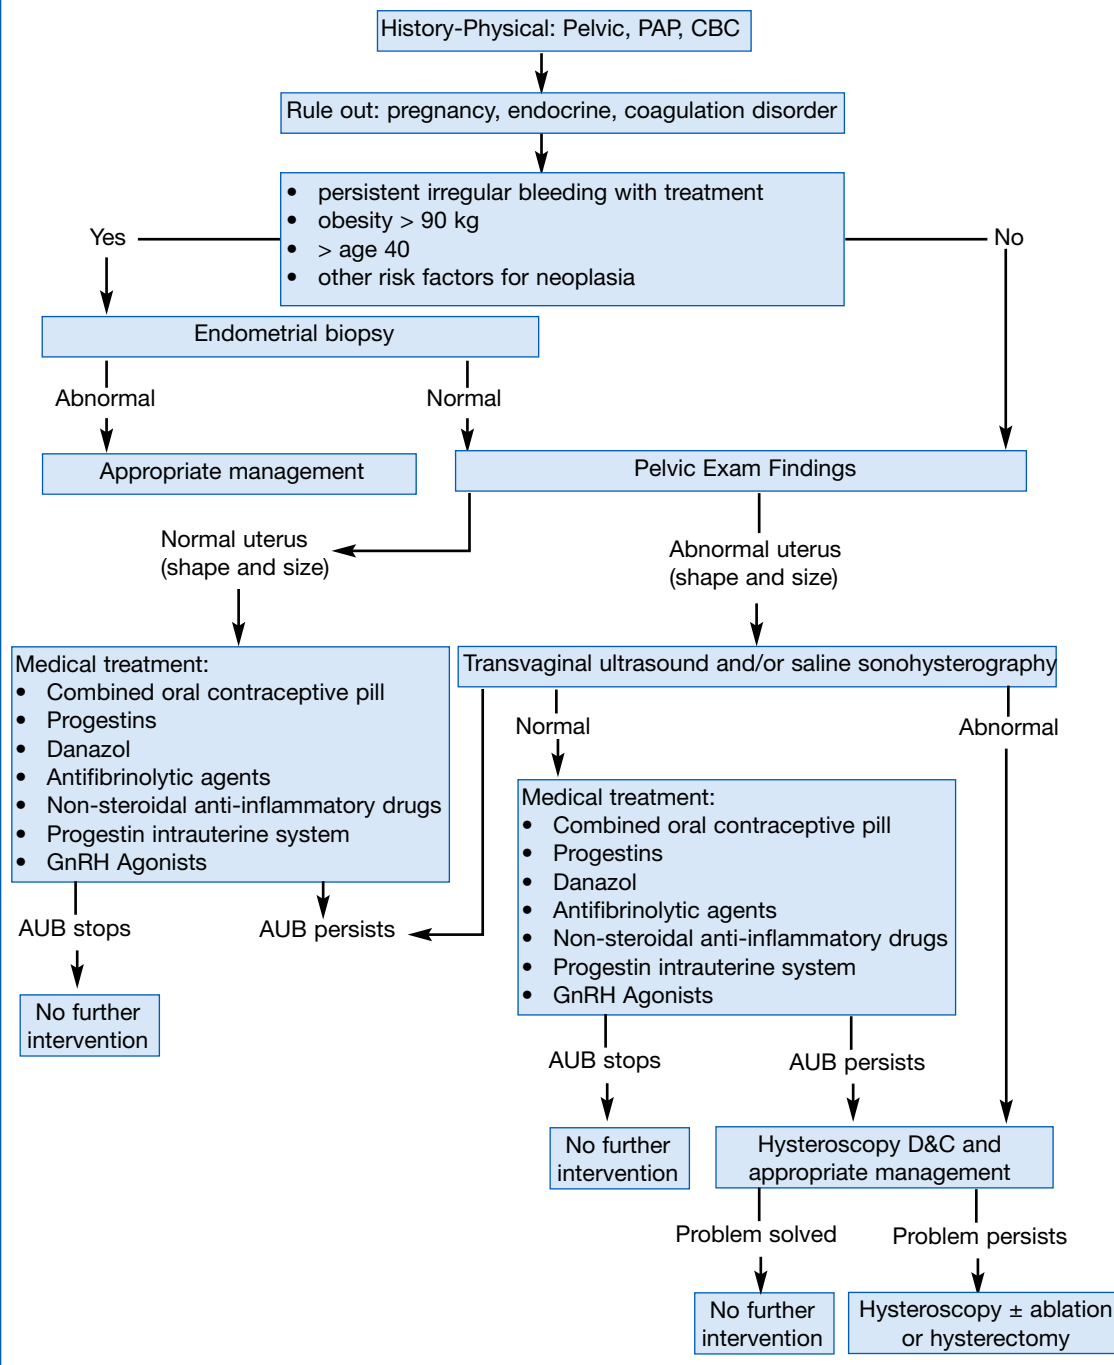 History-Physical: Pelvic, PAP, CBC
Rule out: pregnancy, endocrine, coagulation disorder
• persistent irregular bleeding with treatment
• obesity > 90 kg
• > age 40
• other risk factors for neoplasia
Yes
No
Endometrial biopsy
Abnormal
Normal
Appropriate management
Pelvic Exam Findings
Normal uterus
(shape and size)
Abnormal uterus
(shape and size)
Medical treatment:
• Combined oral contraceptive pill
• Progestins
• Danazol
• Antifibrinolytic agents
• Non-steroidal anti-inflammatory drugs
• Progestin intrauterine system
• GnRH Agonists
Transvaginal ultrasound and/or saline sonohysterography
Normal
Abnormal
Medical treatment:
• Combined oral contraceptive pill
• Progestins
• Danazol
• Antifibrinolytic agents
• Non-steroidal anti-inflammatory drugs
• Progestin intrauterine system
• GnRH Agonists
AUB stops
AUB persists
No further
intervention
AUB stops
AUB persists
No further
intervention
Hysteroscopy D&C and
appropriate management
Problem solved
Problem persists
No further
intervention
Hysteroscopy ± ablation
or hysterectomy